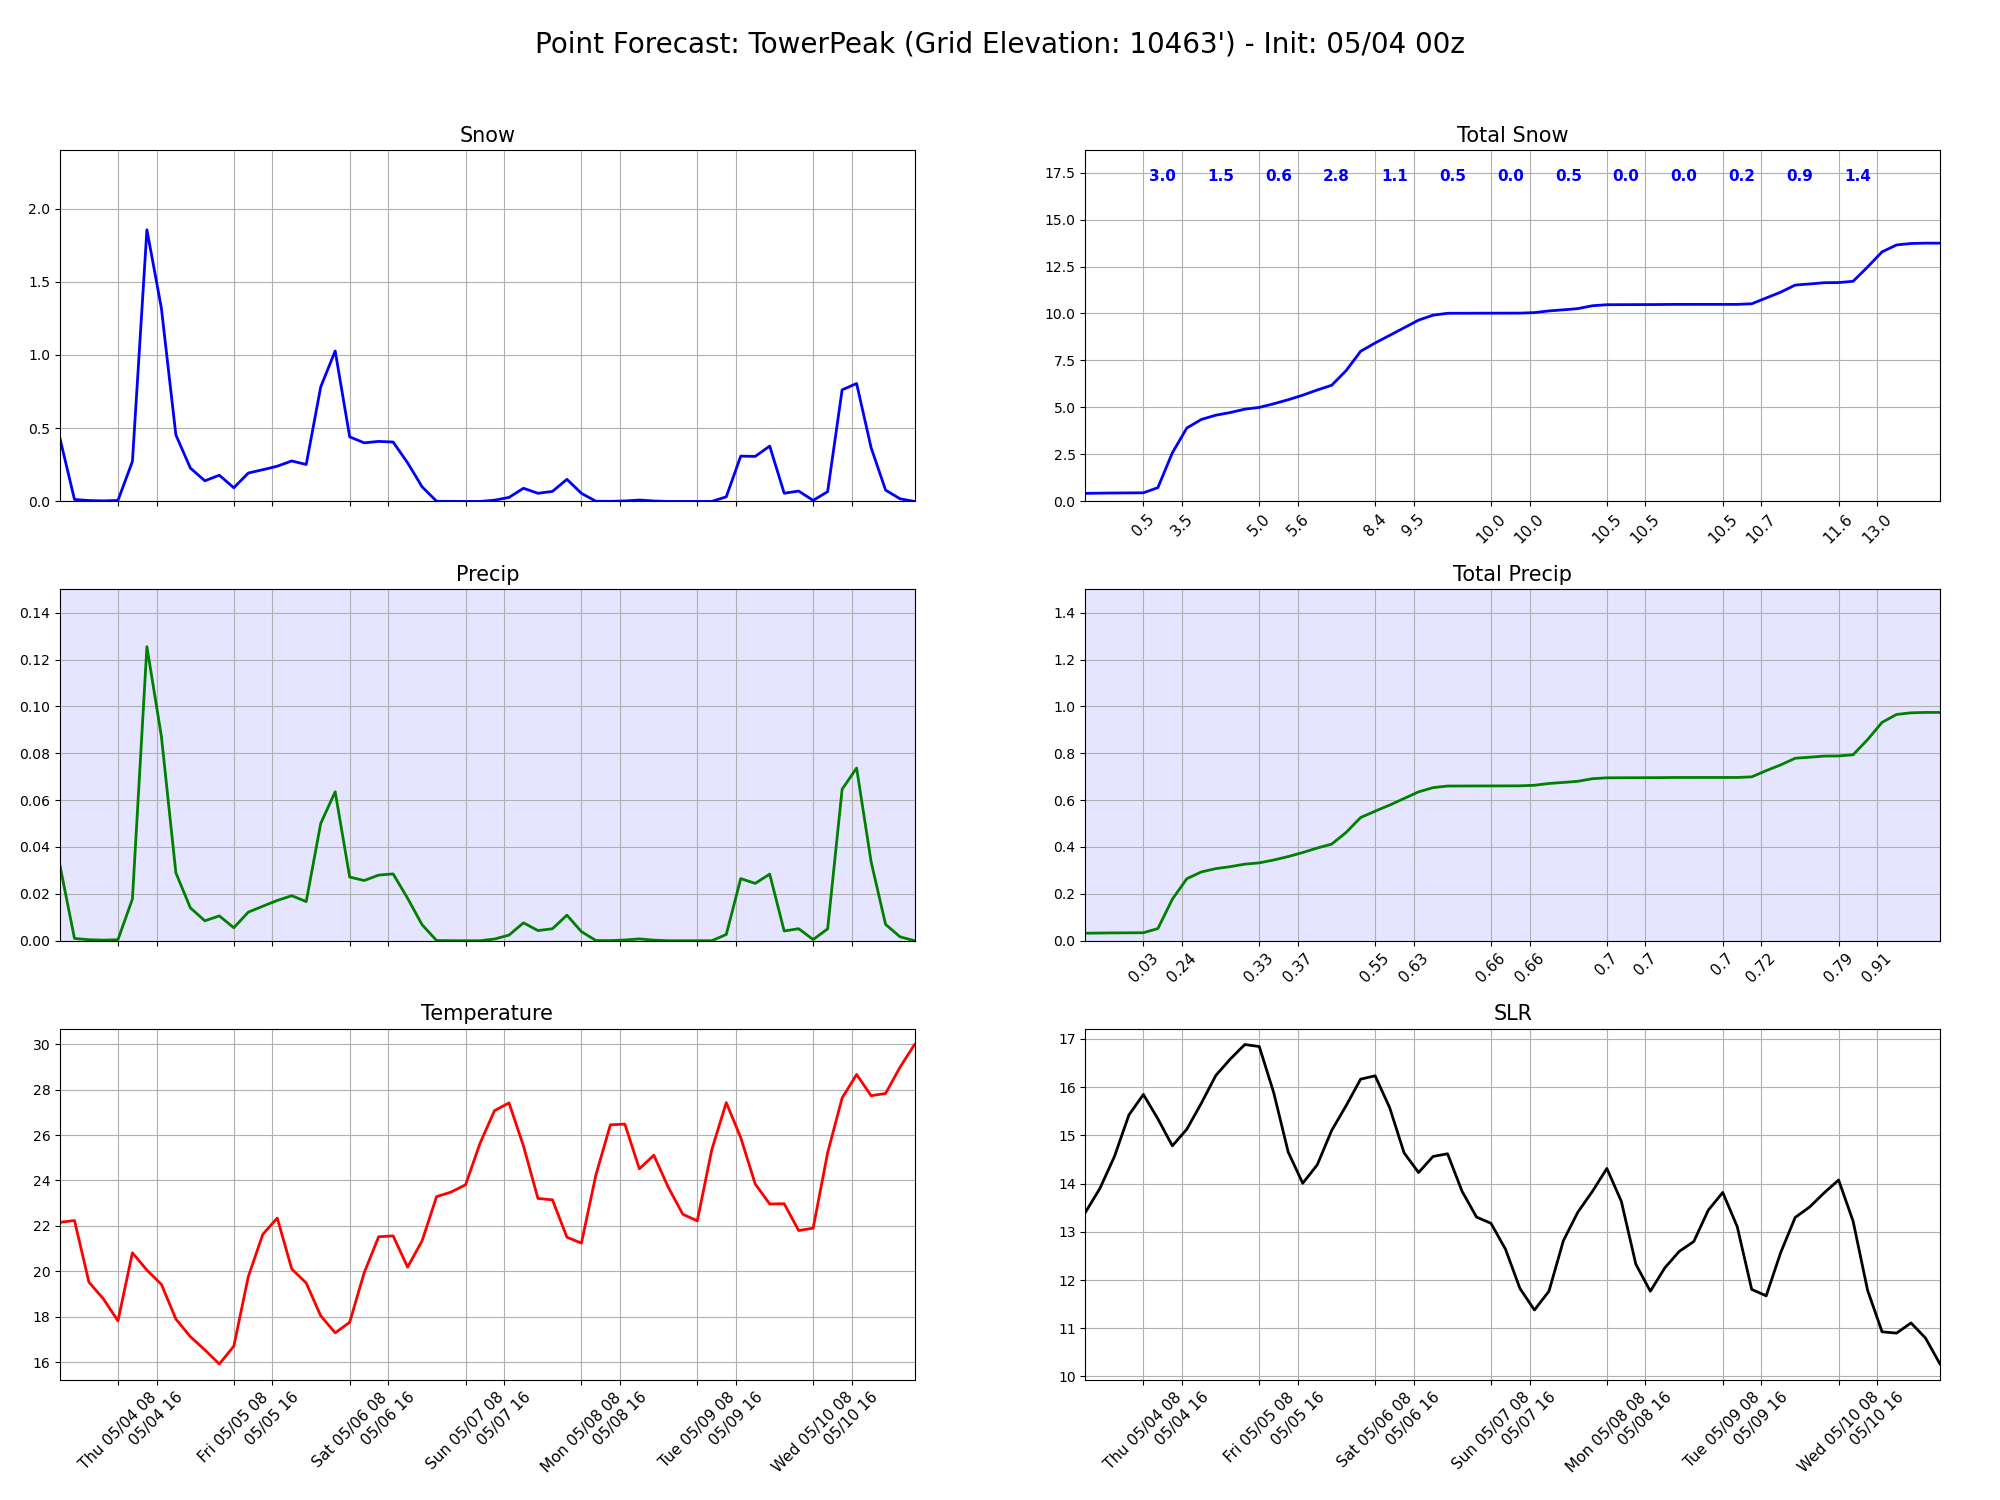 Point Forecast: TowerPeak (Grid Elevation: 10463') - Init: 05/04 00z
Snow
2.0
1.5
1.0
0.5
0.0
Total Snow
17.5
15.0
12.5
10.0
7.5
5.0
2.5
0.0
3.0 1.5 0.6 2.8 1.1 0.5 0.0 0.5 0.0 0.0 0.2 0.9 1.4
0.5 3.5 5.0 5.6 8.4 9.5 10.0 10.0 10.5 10.5 10.5 10.7 11.6 13.0
Precip
0.14
0.12
0.10
0.08
0.06
0.04
0.02
0.00
Total Precip
1.4
1.2
1.0
0.8
0.6
0.4
0.2
0.0
0.03 0.24 0.33 0.37 0.55 0.63 0.66 0.66 0.7 0.7 0.7 0.72 0.79 0.91
Temperature
30
28
26
24
22
20
18
16
Thu 05/04 08
05/04 16
Fri 05/05 08
05/05 16
Sat 05/06 08
05/06 16
Sun 05/07 08
05/07 16
Mon 05/08 08
05/08 16
Tue 05/09 08
05/09 16
Wed 05/10 08
05/10 16
SLR
17
16
15
14
13
12
11
10
Thu 05/04 08
05/04 16
Fri 05/05 08
05/05 16
Sat 05/06 08
05/06 16
Sun 05/07 08
05/07 16
Mon 05/08 08
05/08 16
Tue 05/09 08
05/09 16
Wed 05/10 08
05/10 16